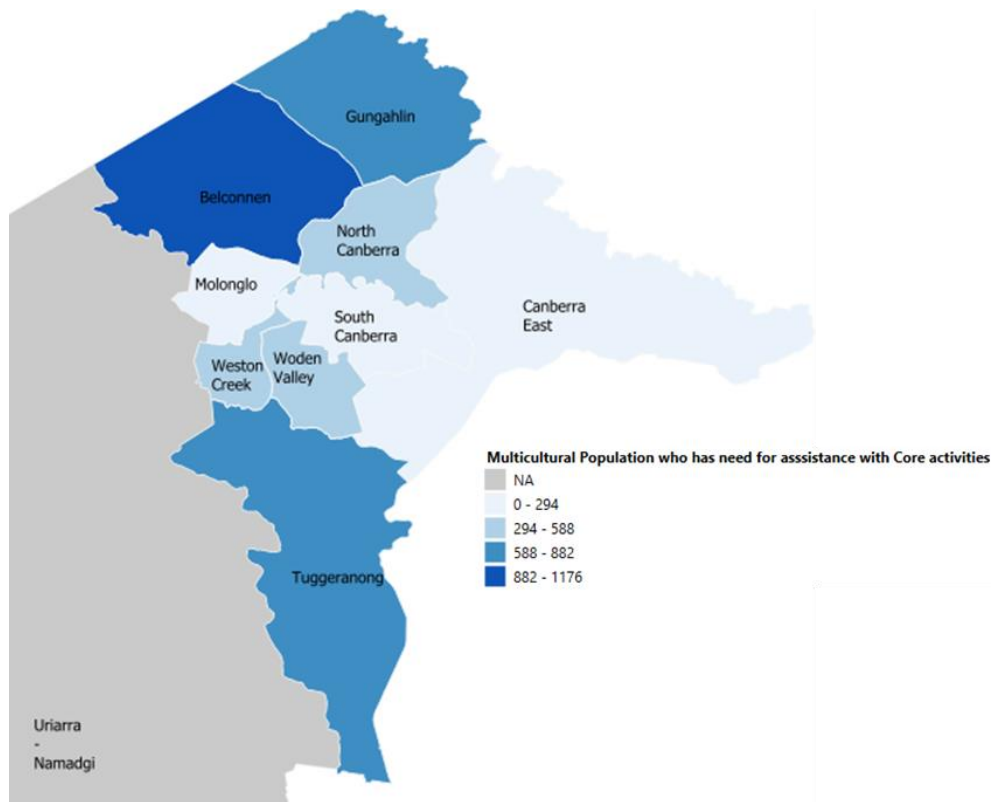 Gungahlin
Belconnen
North
Canberra
Molonglo
Canberra
East
South
Canberra
Weston
Creek
Woden
Valley
Multicultural Population who has need for asssistance with Core activities
NA
0 - 294
294 - 588
588 - 882
882 - 1176
Tuggeranong
Uriarra
-
Namadgi